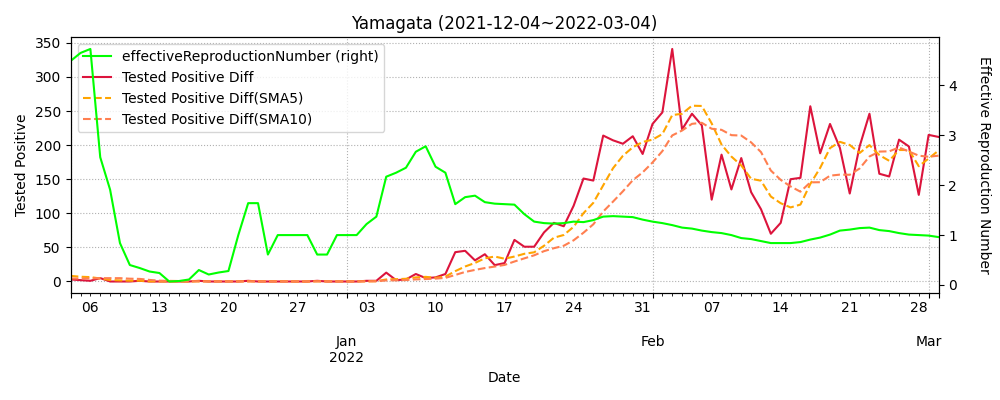 Yamagata (2021-12-04~2022-03-04)
effectiveReproductionNumber (right)
Tested Positive Diff
Tested Positive Diff(SMA5)
Tested Positive Diff(SMA10)
Tested Positive
350
300
250
200
150
100
50
0
Effective Reproduction Number
4
3
2
1
0
06 13 20 27 03 10 17 24 31 07 14 21 28
Jan Feb Mar
2022
Date